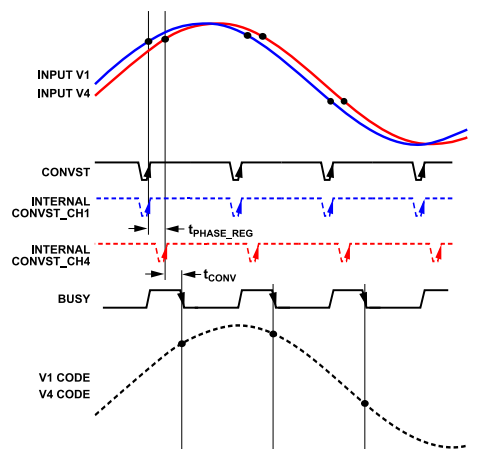 INPUT V1
INPUT V4
CONVST
INTERNAL
CONVST_CH1
tPHASE_REG
INTERNAL
CONVST_CH4
tCONV
BUSY
V1 CODE
V4 CODE